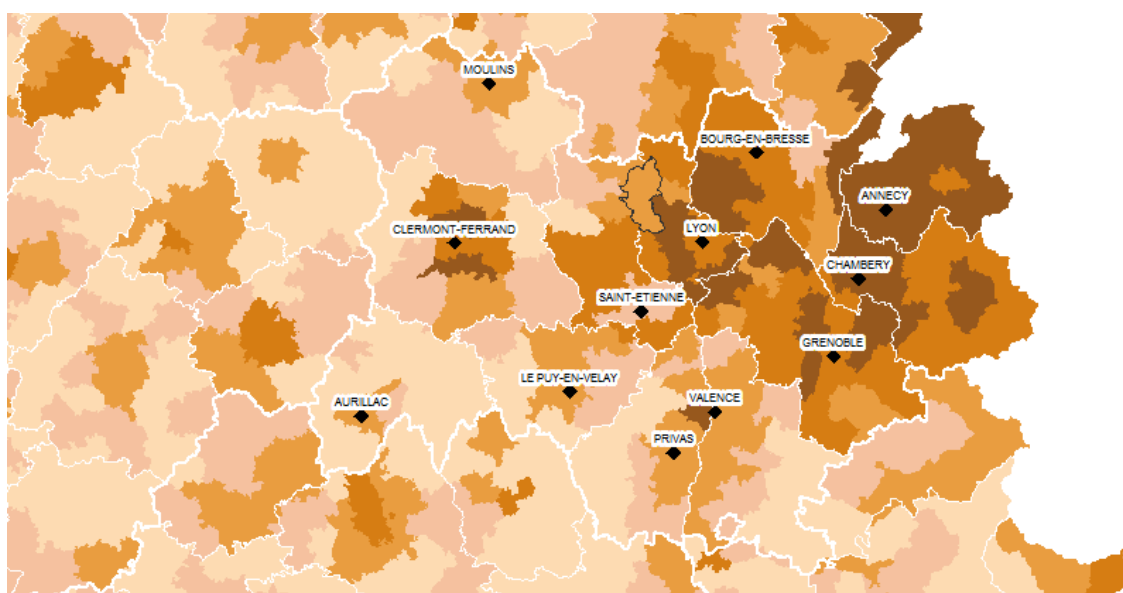 MOULINS
BOURG-EN-BRESSE
ANNECY
CLERMONT-FERRAND
LYON
CHAMBERY
SAINT-ETIENNE
GRENOBLE
LE PUY-EN-VELAY
AURILLAC
VALENCE
PRIVAS